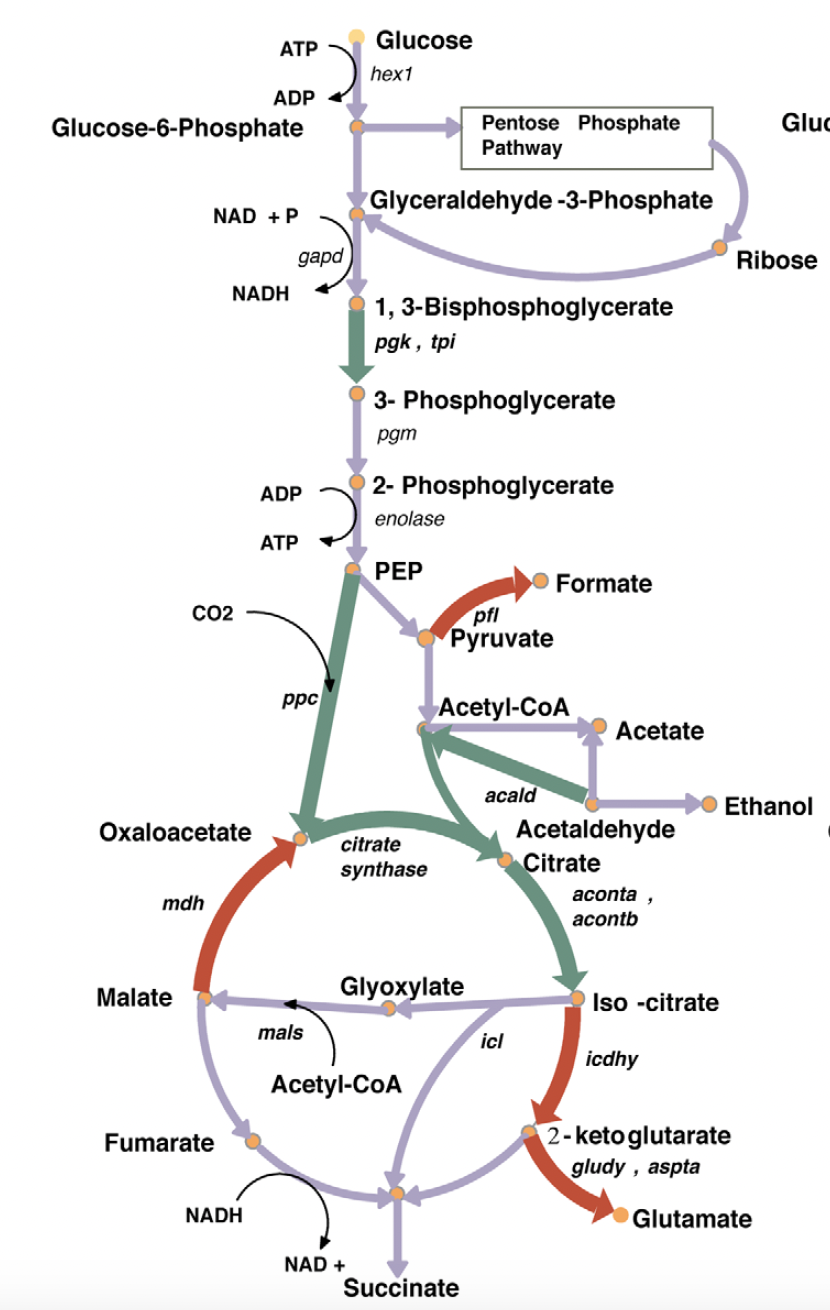 Glucose
ATP
hex1
ADP
Glucose-6-Phosphate
Pentose Phosphate
Pathway
Gluc
Glyceraldehyde -3-Phosphate
NAD + P
gapd
NADH
Ribose
1, 3-Bisphosphoglycerate
pgk , tpi
3- Phosphoglycerate
pgm
2- Phosphoglycerate
ADP
enolase
ATP
PEP
Formate
CO2
pfl
Pyruvate
ppc
Acetyl-CoA
Acetate
acald
Ethanol
Acetaldehyde
Oxaloacetate
citrate
synthase
Citrate
mdh
aconta ,
acontb
Malate
Glyoxylate
Iso -citrate
mals
icl
icdhy
Acetyl-CoA
Fumarate
2-ketoglutarate
gludy , aspta
NADH
Glutamate
NAD +
Succinate